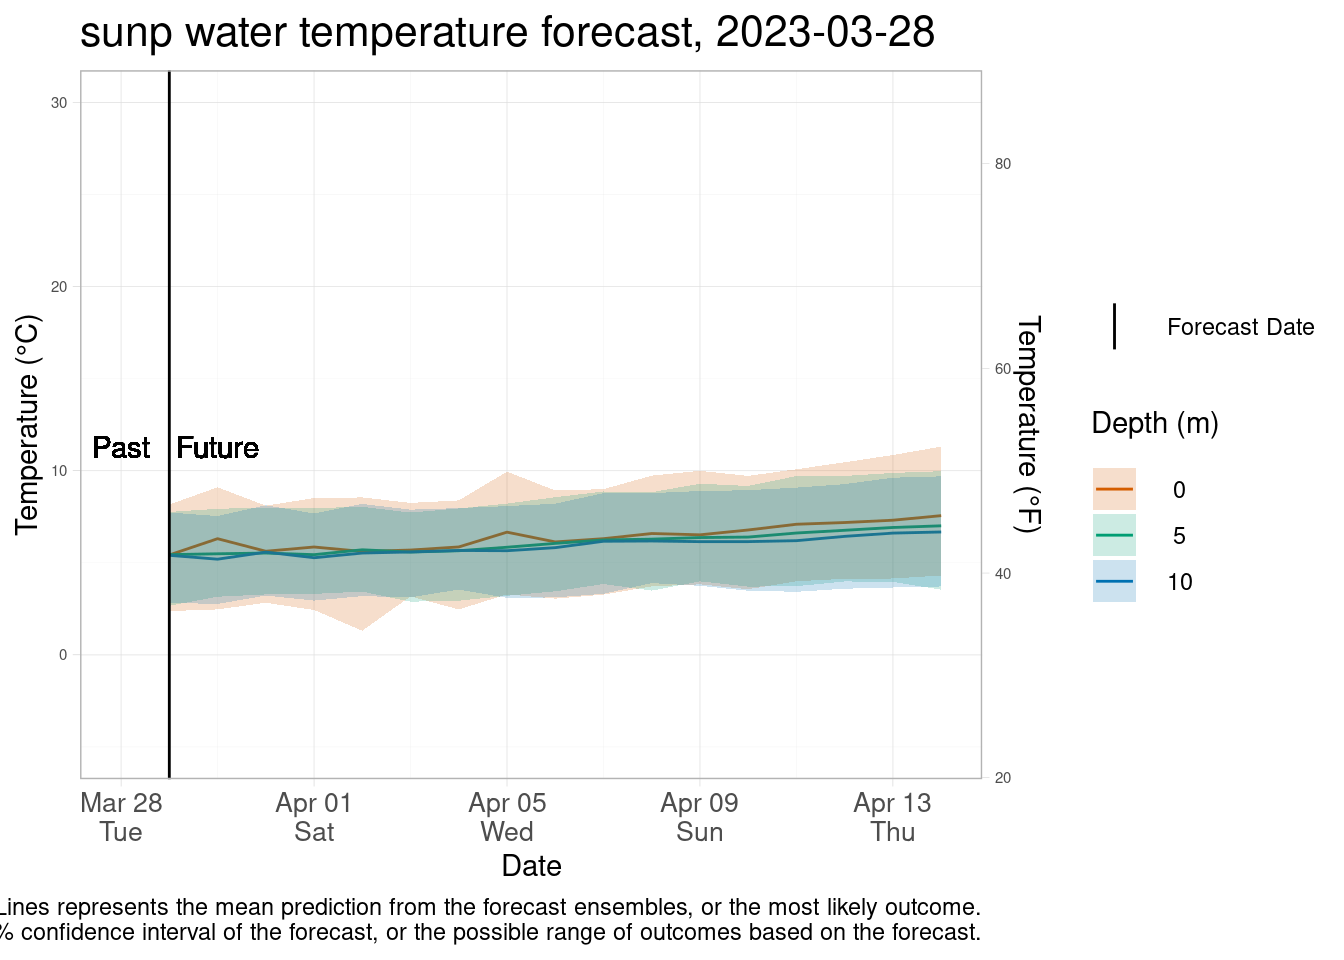 sunp water temperature forecast, 2023-03-28
30
20
10
0
Temperature (°C)
80
60
40
20
Temperature (°F)
Past
Future
Mar 28
Tue
Apr 01
Sat
Apr 05
Wed
Apr 09
Sun
Apr 13
Thu
Date
Forecast Date
Depth (m)
0
5
10
Lines represents the mean prediction from the forecast ensembles, or the most likely outcome.
% confidence interval of the forecast, or the possible range of outcomes based on the forecast.